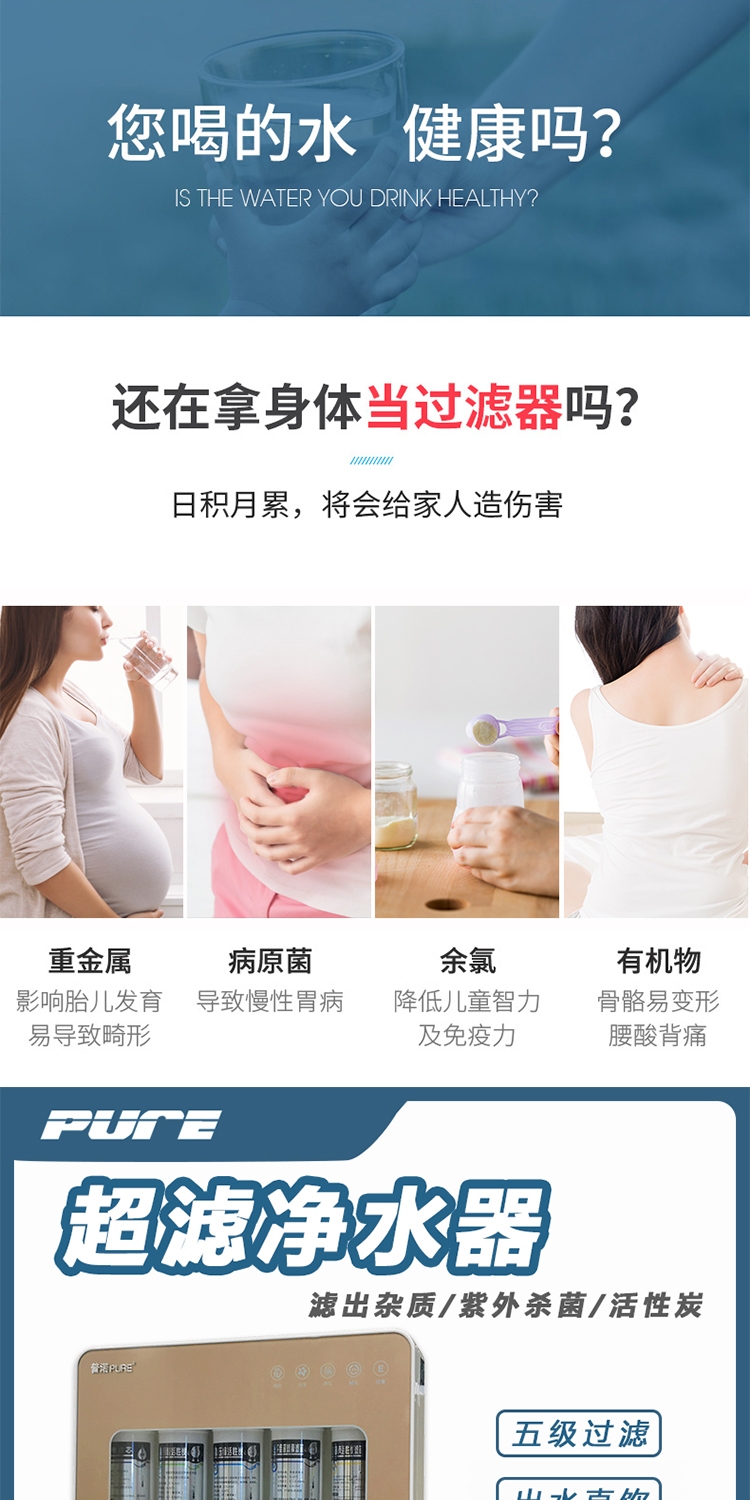 您喝的水 健康吗?
IS THE WATER YOU DRINK HEALTHY?
还在拿身体当过滤器吗?
日积月累，将会给家人造伤害
重金属
影响胎儿发育
易导致畸形
病原菌
导致慢性胃病
余氯
降低儿童智力
及免疫力
有机物
骨骼易变形
腰酸背痛
PURE
超滤净水器
滤出杂质/紫外杀菌/活性炭
PURE
五级过滤
出水直饮